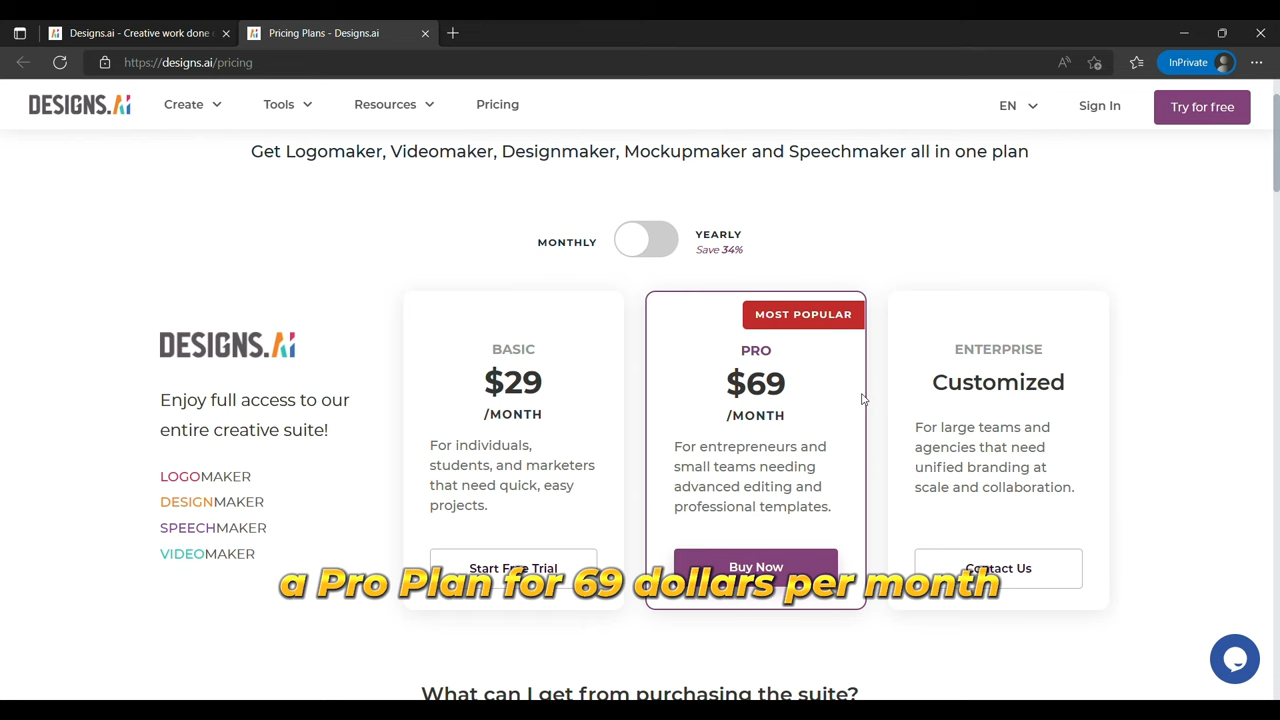 Designs.ai - Creative work done
Pricing Plans - Designs.ai
https://designs.ai/pricing
InPrivate
DESIGNS.AI
Create
Tools
Resources
Pricing
EN
Sign In
Try for free
Get Logomaker, Videomaker, Designmaker, Mockupmaker and Speechmaker all in one plan
MONTHLY
YEARLY
Save 34%
DESIGNS.AI
Enjoy full access to our
entire creative suite!
LOGOMAKER
DESIGNMAKER
SPEECHMAKER
VIDEOMAKER
BASIC
$29
/MONTH
For individuals,
students, and marketers
that need quick, easy
projects.
Start Free Trial
MOST POPULAR
PRO
$69
/MONTH
For entrepreneurs and
small teams needing
advanced editing and
professional templates.
Buy Now
ENTERPRISE
Customized
For large teams and
agencies that need
unified branding at
scale and collaboration.
Contact Us
a Pro Plan for 69 dollars per month
What can I get from purchasing the suite?